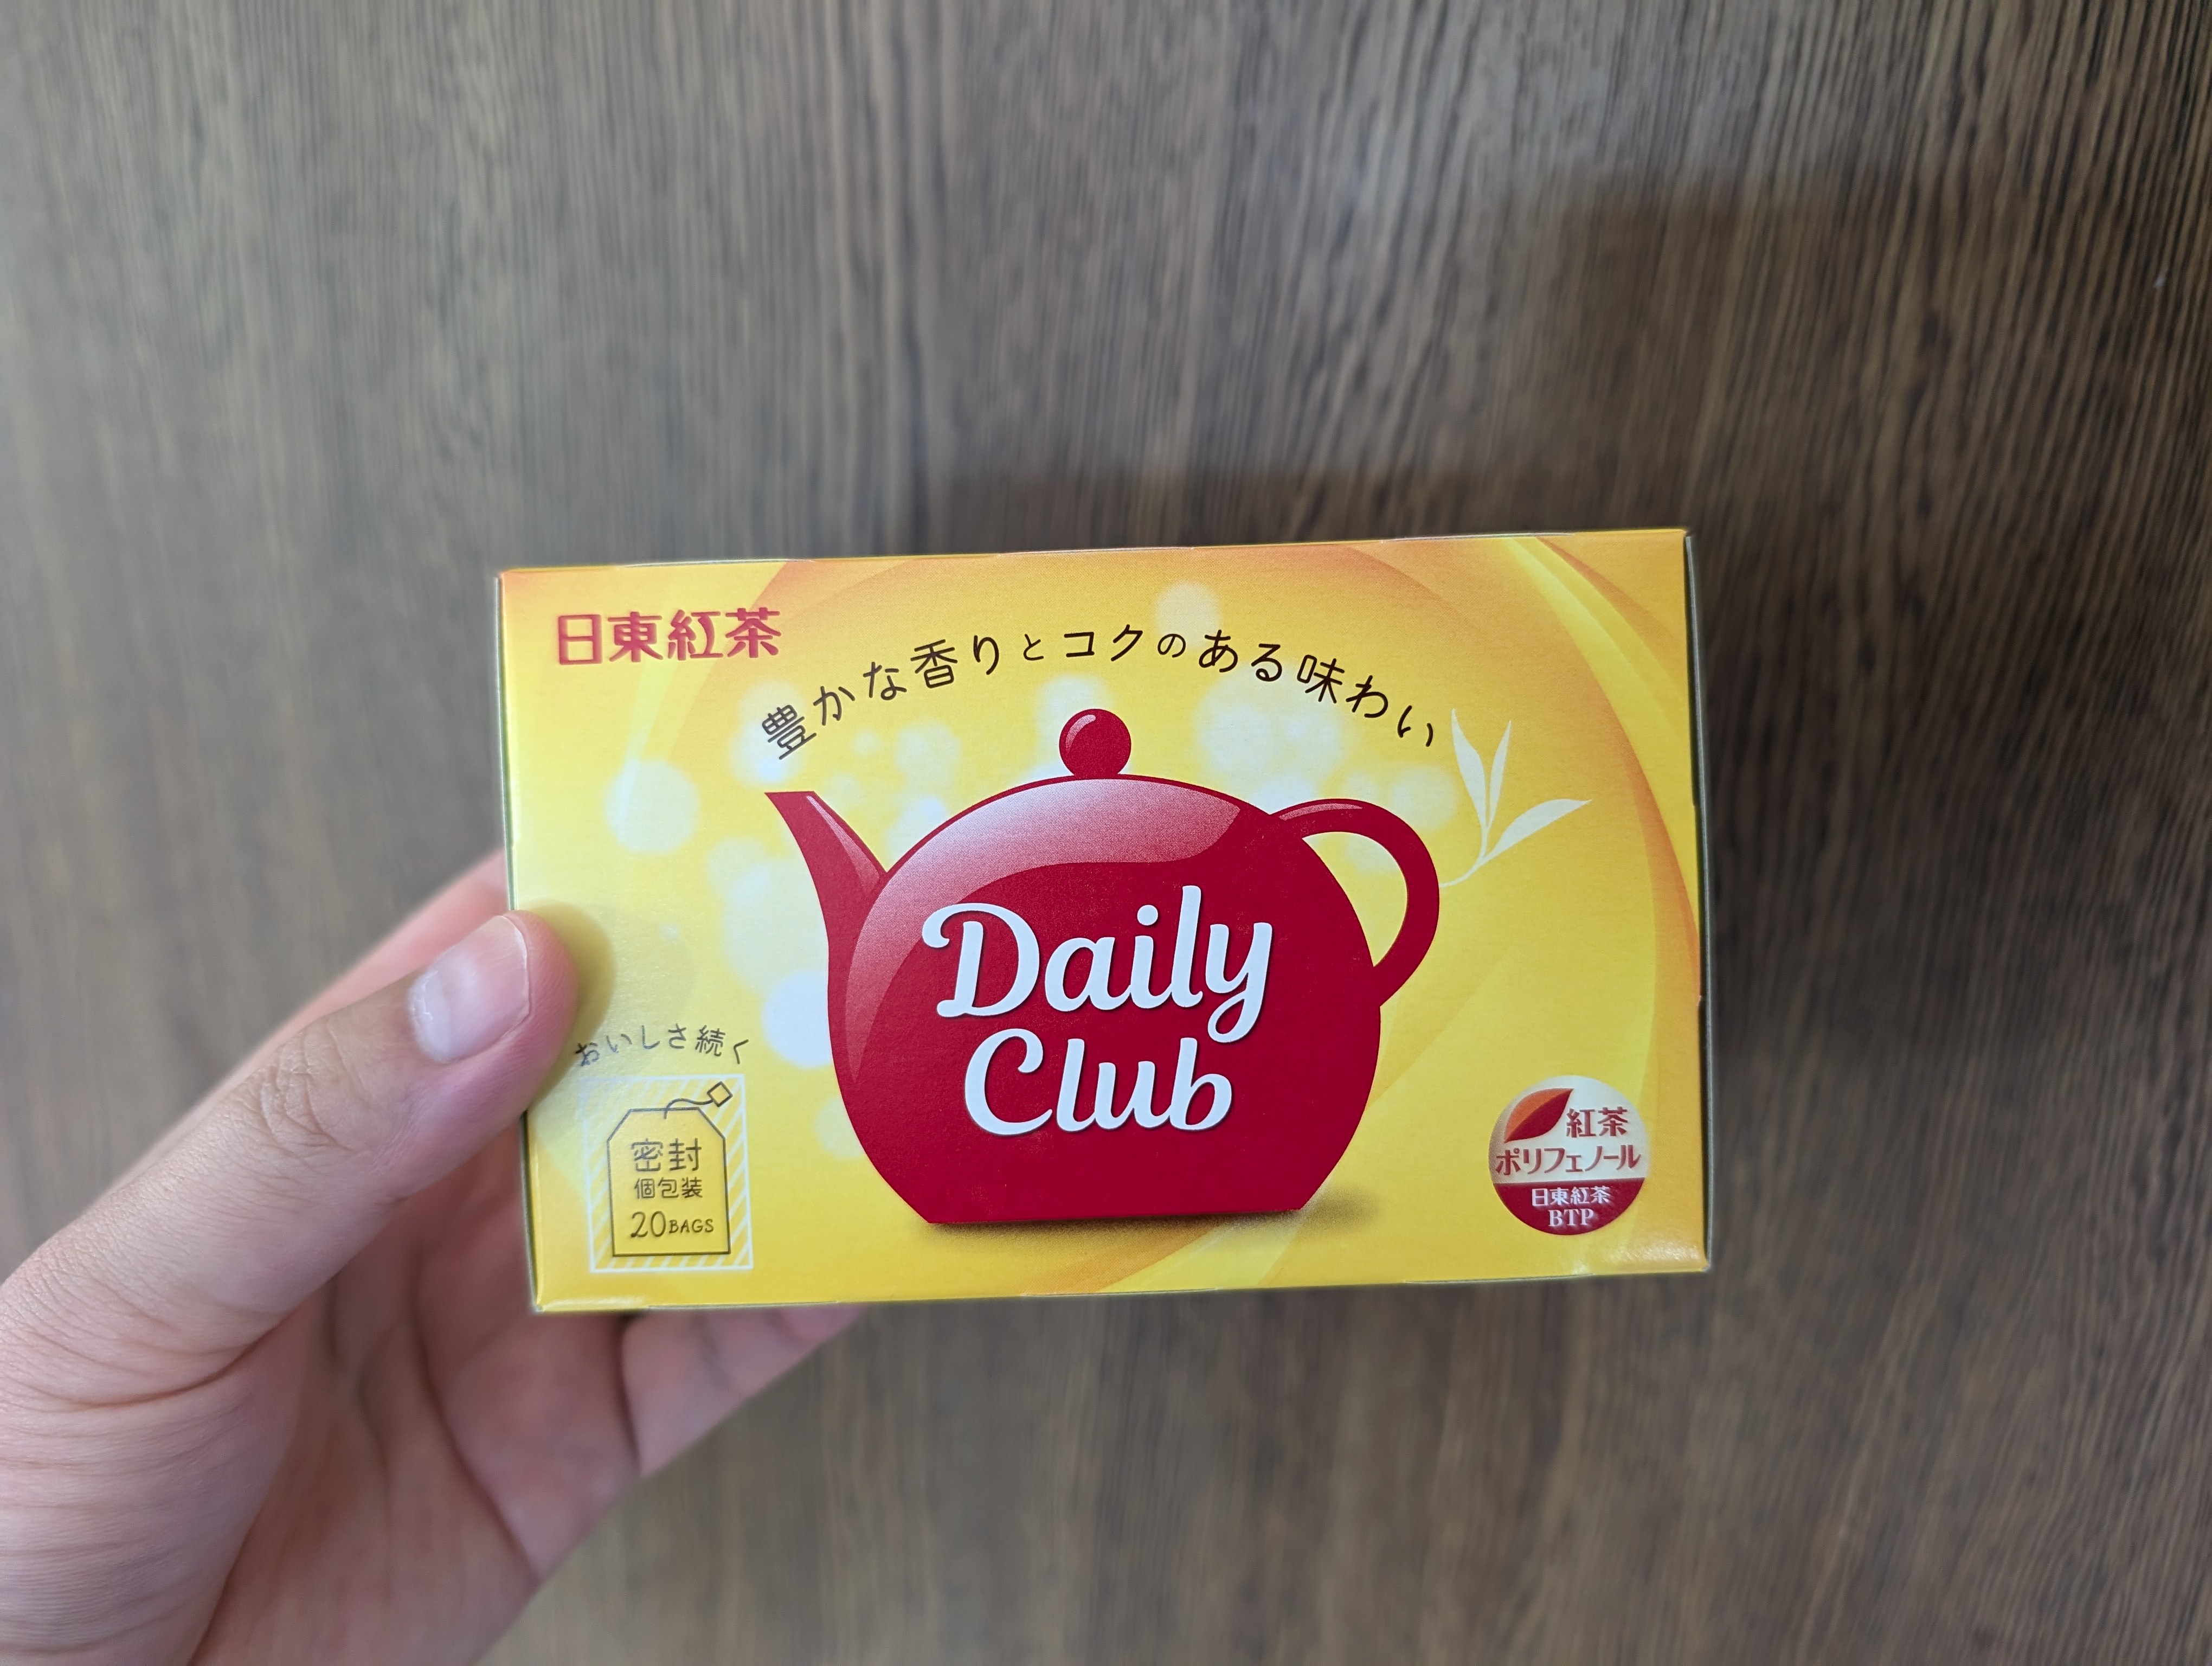 日東紅茶
豊かな香りとコクのある味わい
Daily
Club
おいしさ続く
密封
個包装
20BAGS
紅茶
ポリフェノール
日東紅茶
BTP